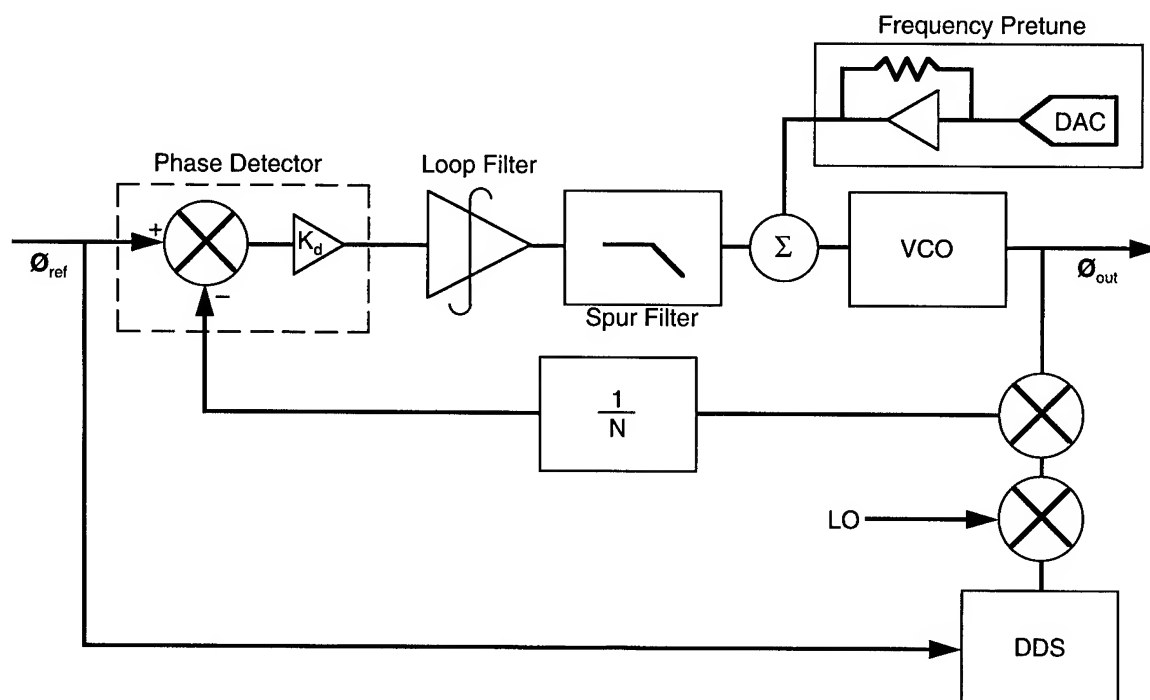 Frequency Pretune
DAC
Phase Detector
Loop Filter
+
K_d
Σ
VCO
Ø_ref
−
Ø_out
Spur Filter
1
N
LO
DDS